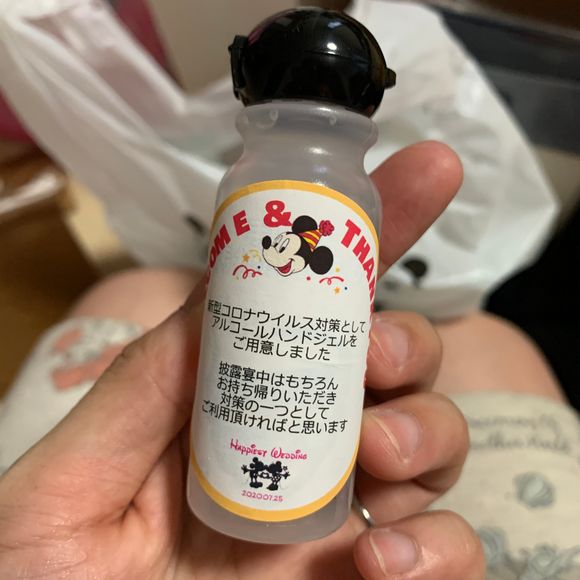 &
新型コロナウイルス対策として
アルコールハンドジェルを
ご用意しました
披露宴中はもちろん
お持ち帰りいただき
対策の一つとして
ご利用頂ければと思います
HAPPIEST WEDDING
2020.07.25